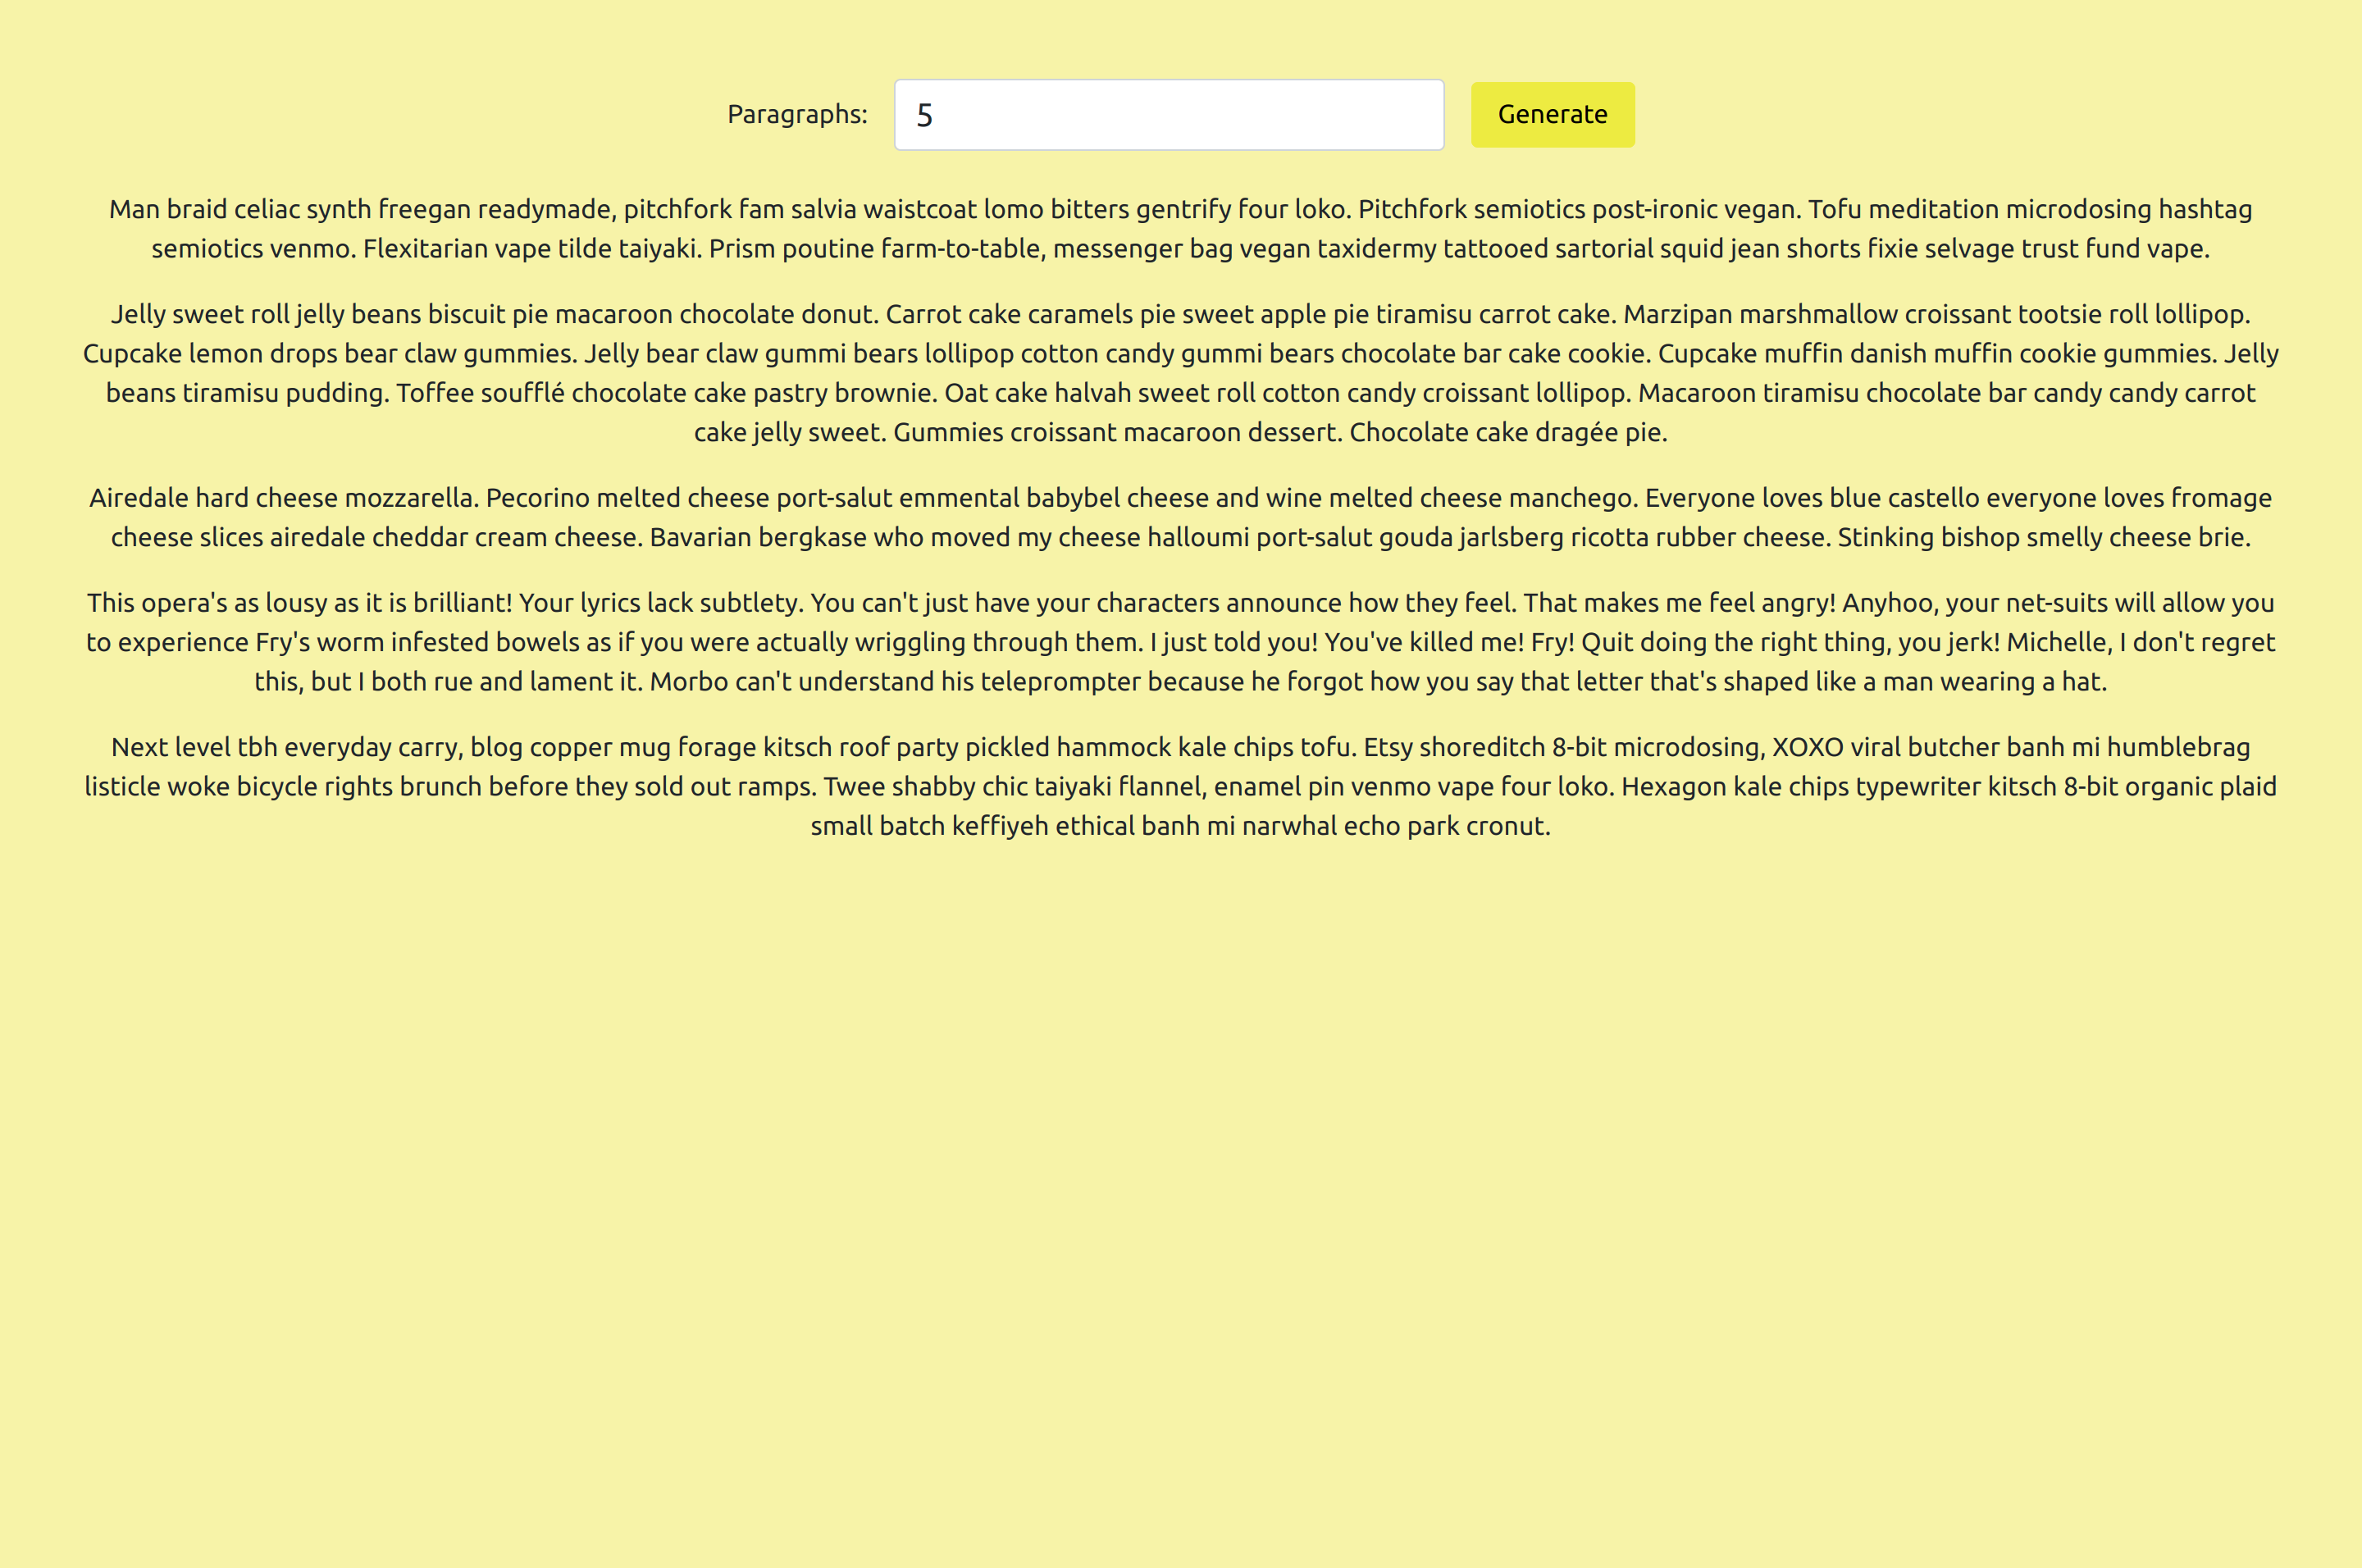 Paragraphs: 5 Generate
Man braid celiac synth freegan readymade, pitchfork fam salvia waistcoat lomo bitters gentrify four loko. Pitchfork semiotics post-ironic vegan. Tofu meditation microdosing hashtag
semiotics venmo. Flexitarian vape tilde taiyaki. Prism poutine farm-to-table, messenger bag vegan taxidermy tattooed sartorial squid jean shorts fixie selvage trust fund vape.
Jelly sweet roll jelly beans biscuit pie macaroon chocolate donut. Carrot cake caramels pie sweet apple pie tiramisu carrot cake. Marzipan marshmallow croissant tootsie roll lollipop.
Cupcake lemon drops bear claw gummies. Jelly bear claw gummi bears lollipop cotton candy gummi bears chocolate bar cake cookie. Cupcake muffin danish muffin cookie gummies. Jelly
beans tiramisu pudding. Toffee soufflé chocolate cake pastry brownie. Oat cake halvah sweet roll cotton candy croissant lollipop. Macaroon tiramisu chocolate bar candy candy carrot
cake jelly sweet. Gummies croissant macaroon dessert. Chocolate cake dragée pie.
Airedale hard cheese mozzarella. Pecorino melted cheese port-salut emmental babybel cheese and wine melted cheese manchego. Everyone loves blue castello everyone loves fromage
cheese slices airedale cheddar cream cheese. Bavarian bergkase who moved my cheese halloumi port-salut gouda jarlsberg ricotta rubber cheese. Stinking bishop smelly cheese brie.
This opera's as lousy as it is brilliant! Your lyrics lack subtlety. You can't just have your characters announce how they feel. That makes me feel angry! Anyhoo, your net-suits will allow you
to experience Fry's worm infested bowels as if you were actually wriggling through them. I just told you! You've killed me! Fry! Quit doing the right thing, you jerk! Michelle, I don't regret
this, but I both rue and lament it. Morbo can't understand his teleprompter because he forgot how you say that letter that's shaped like a man wearing a hat.
Next level tbh everyday carry, blog copper mug forage kitsch roof party pickled hammock kale chips tofu. Etsy shoreditch 8-bit microdosing, XOXO viral butcher banh mi humblebrag
listicle woke bicycle rights brunch before they sold out ramps. Twee shabby chic taiyaki flannel, enamel pin venmo vape four loko. Hexagon kale chips typewriter kitsch 8-bit organic plaid
small batch keffiyeh ethical banh mi narwhal echo park cronut.